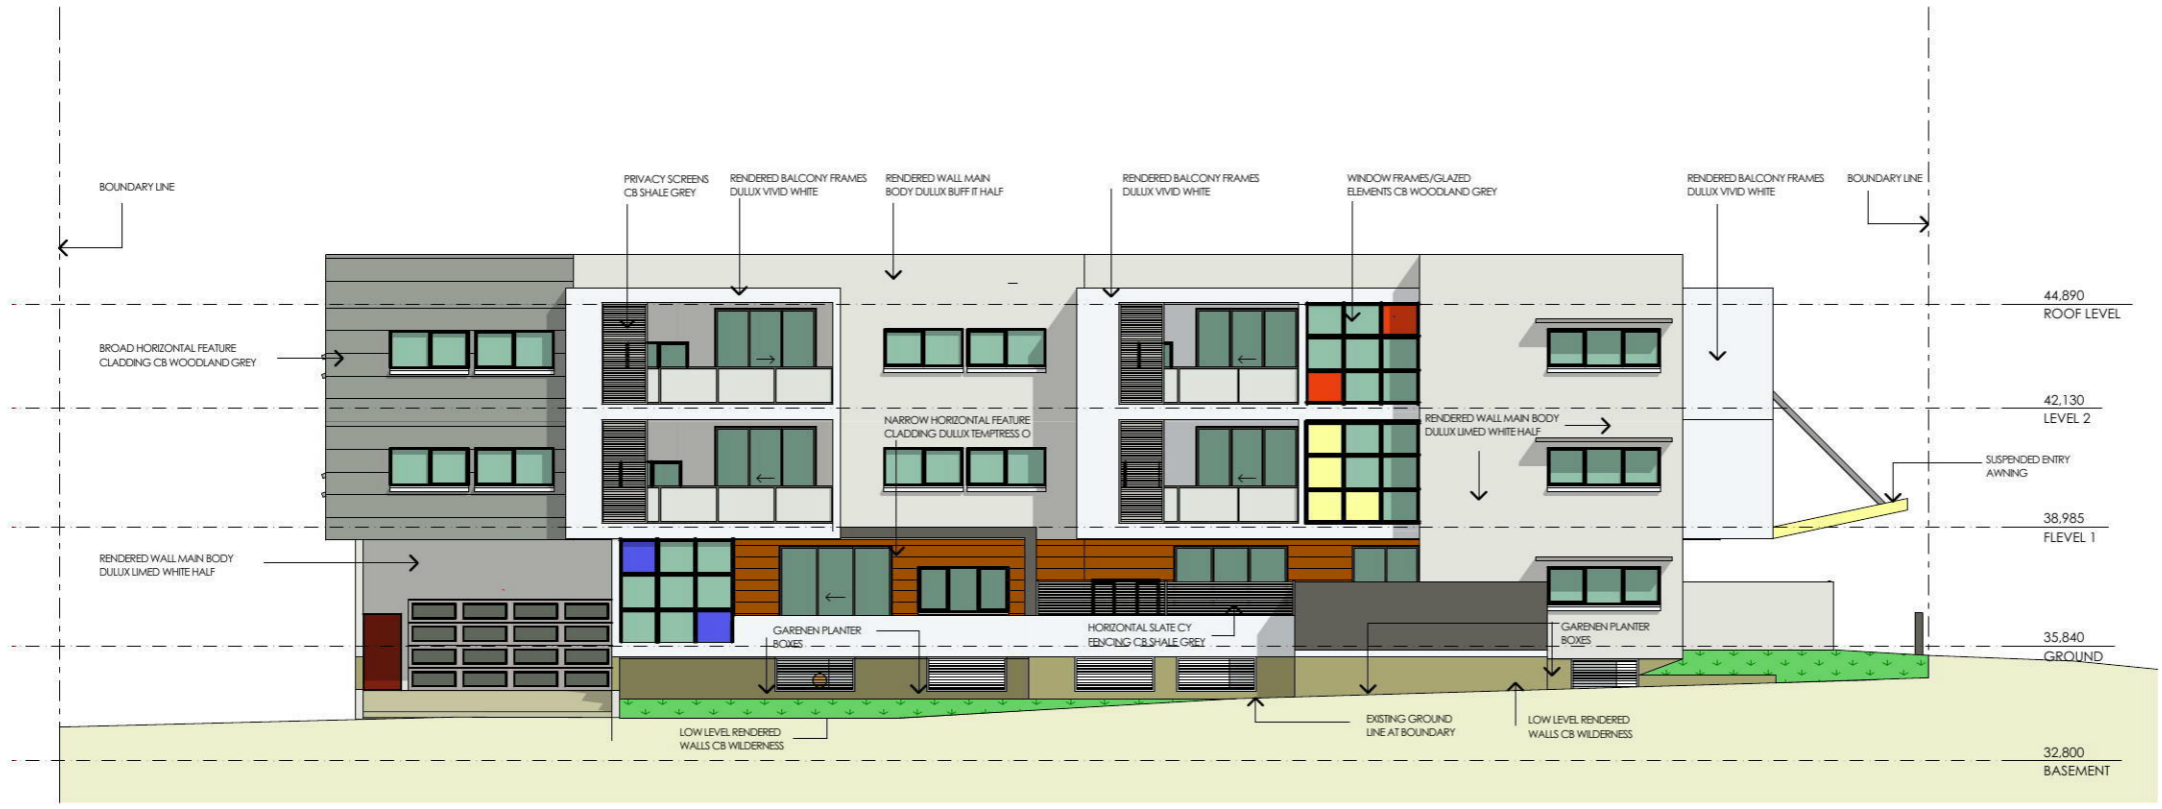 BOUNDARY LINE
PRIVACY SCREENS
CB SHALE GREY
RENDERED BALCONY FRAMES
DULUX VIVID WHITE
RENDERED WALL MAIN
BODY DULUX BUFF IT HALF
RENDERED BALCONY FRAMES
DULUX VIVID WHITE
WINDOW FRAMES/GLAZED
ELEMENTS CB WOODLAND GREY
RENDERED BALCONY FRAMES
DULUX VIVID WHITE
BOUNDARY LINE
44,890
ROOF LEVEL
BROAD HORIZONTAL FEATURE
CLADDING CB WOODLAND GREY
42,130
LEVEL 2
NARROW HORIZONTAL FEATURE
CLADDING DULUX TEMPTRESS O
RENDERED WALL MAIN BODY
DULUX LIMED WHITE HALF
SUSPENDED ENTRY
AWNING
38,985
FLEVEL 1
RENDERED WALL MAIN BODY
DULUX LIMED WHITE HALF
GARENEN PLANTER
BOXES
HORIZONTAL SLATE CY
FENCING CB SHALE GREY
GARENEN PLANTER
BOXES
35,840
GROUND
LOW LEVEL RENDERED
WALLS CB WILDERNESS
EXISTING GROUND
LINE AT BOUNDARY
LOW LEVEL RENDERED
WALLS CB WILDERNESS
32,800
BASEMENT